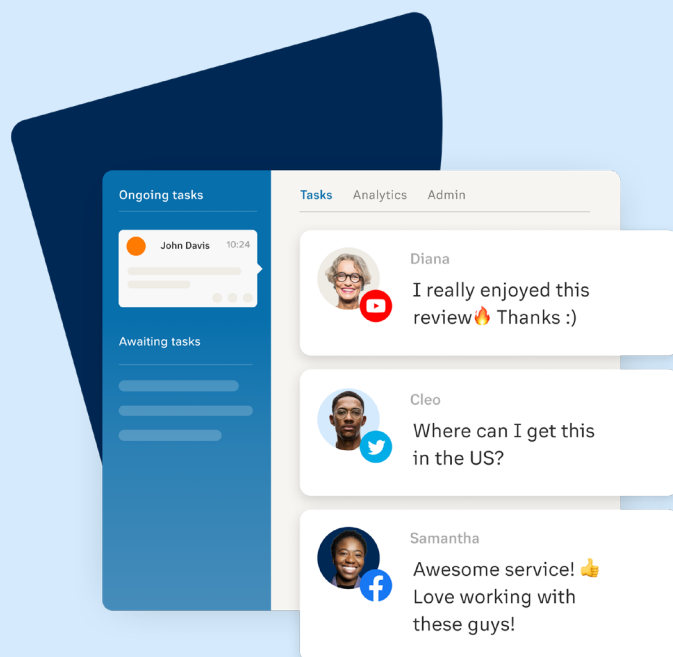 Ongoing tasks
John Davis 10:24
Awaiting tasks
Tasks Analytics Admin
Diana
I really enjoyed this
review🔥 Thanks :)
Cleo
Where can I get this
in the US?
Samantha
Awesome service! 👍
Love working with
these guys!